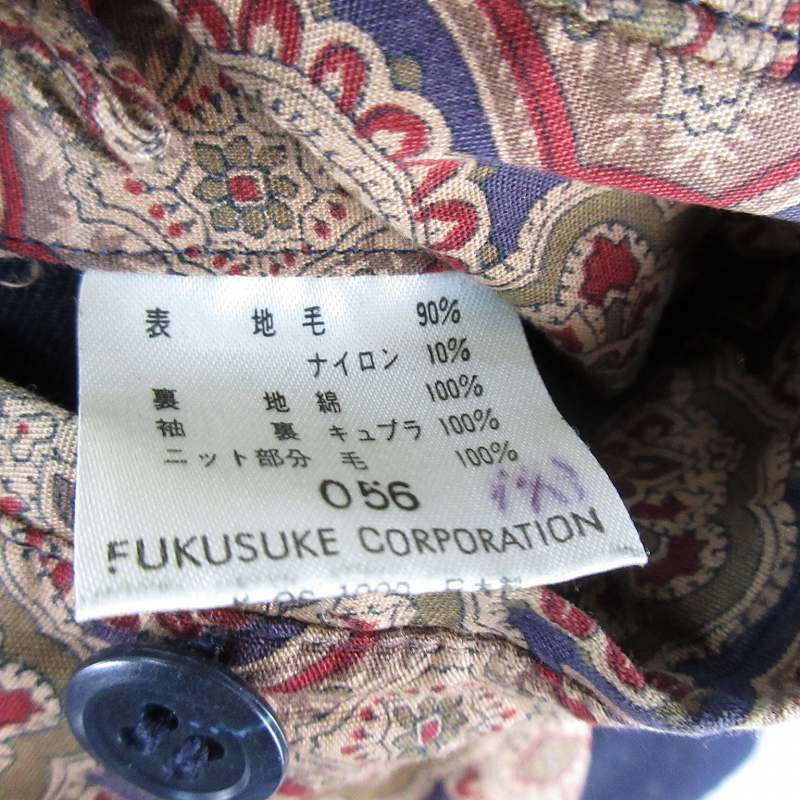 表 地 毛 90%
ナイロン 10%
裏 地 綿 100%
袖 裏 キュプラ 100%
ニット部分 毛 100%
056
FUKUSUKE CORPORATION